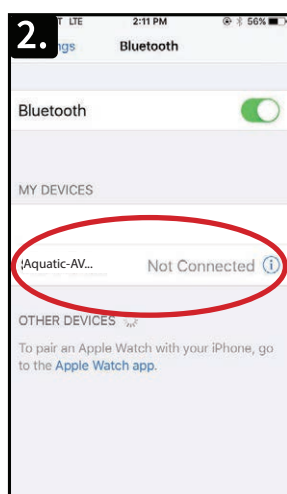 2.
T LTE 2:11 PM 56%
ngs Bluetooth
Bluetooth
MY DEVICES
Aquatic-AV... Not Connected i
OTHER DEVICES
To pair an Apple Watch with your iPhone, go
to the Apple Watch app.